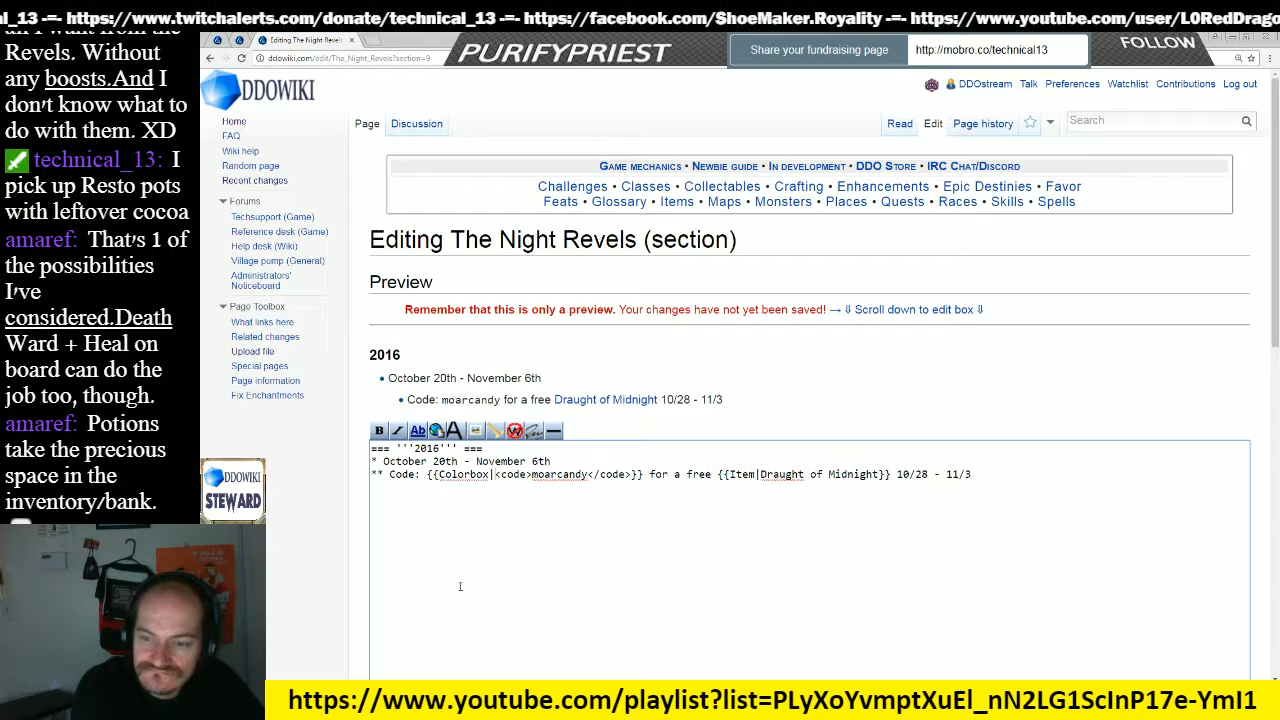 l_13 -=- https://www.twitchalerts.com/donate/technical_13 -=- https://facebook.com/ShoeMaker.Royality -=- https://www.youtube.com/user/L0RedDrago
Revels. Without
any boosts.And I
don't know what to
do with them. XD
technical_13: I
pick up Resto pots
with leftover cocoa
amaref: That's 1 of
the possibilities
I've
considered.Death
Ward + Heal on
board can do the
job too, though.
amaref: Potions
take the precious
space in the
inventory/bank.
Editing The Night Revels
ddowiki.com/edit/The_Night_Revels?section=9
PURIFYPRIEST
Share your fundraising page
http://mobro.co/technical13
FOLLOW
DDOWIKI
DDOstream Talk Preferences Watchlist Contributions Log out
Page Discussion
Read Edit Page history
Search
Home
FAQ
Wiki help
Random page
Recent changes
Forums
Techsupport (Game)
Reference desk (Game)
Help desk (Wiki)
Village pump (General)
Administrators'
Noticeboard
Page Toolbox
What links here
Related changes
Upload file
Special pages
Page information
Fix Enchantments
DDOWIKI
STEWARD
Game mechanics • Newbie guide • In development • DDO Store • IRC Chat/Discord
Challenges • Classes • Collectables • Crafting • Enhancements • Epic Destinies • Favor
Feats • Glossary • Items • Maps • Monsters • Places • Quests • Races • Skills • Spells
Editing The Night Revels (section)
Preview
Remember that this is only a preview. Your changes have not yet been saved! → ⇓ Scroll down to edit box ⇓
2016
• October 20th - November 6th
• Code: moarcandy for a free Draught of Midnight 10/28 - 11/3
B I Ab A
=== '''2016''' ===
* October 20th - November 6th
** Code: {{Colorbox|<code>moarcandy</code>}} for a free {{Item|Draught of Midnight}} 10/28 - 11/3
https://www.youtube.com/playlist?list=PLyXoYvmptXuEl_nN2LG1ScInP17e-YmI1